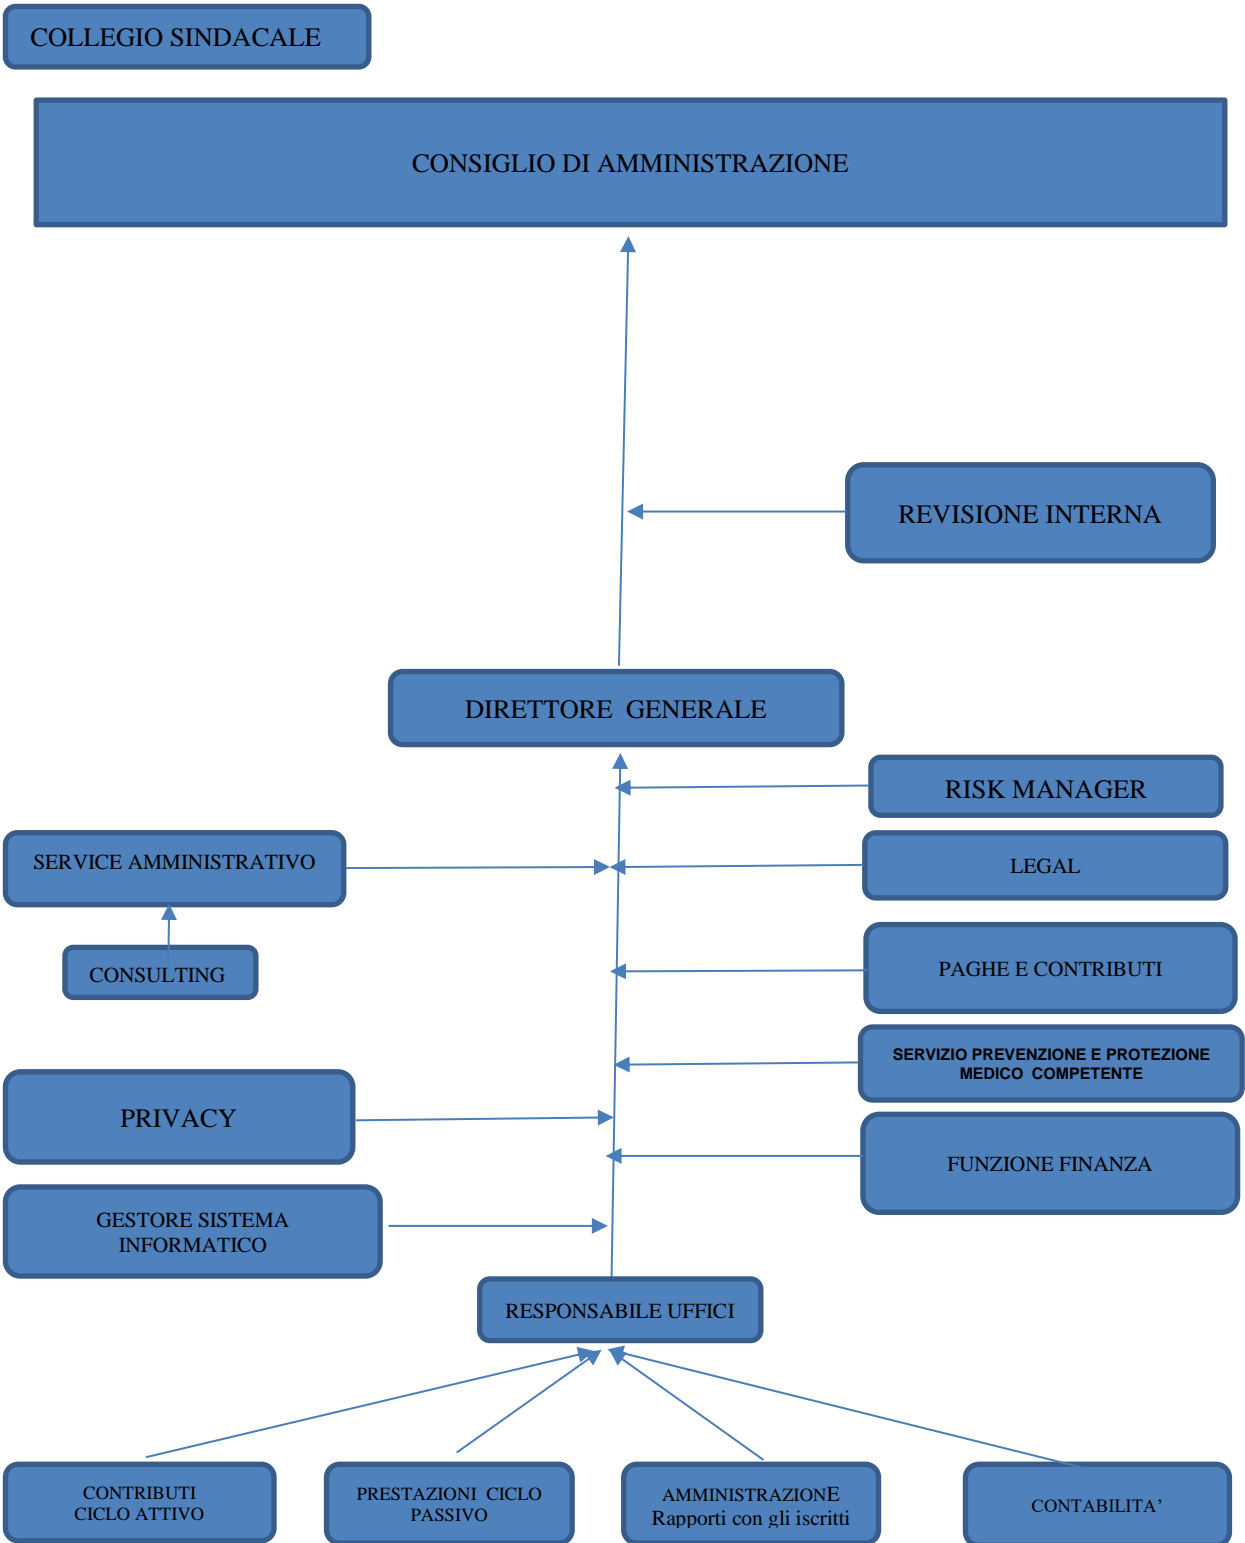 COLLEGIO SINDACALE
CONSIGLIO DI AMMINISTRAZIONE
REVISIONE INTERNA
DIRETTORE GENERALE
RISK MANAGER
SERVICE AMMINISTRATIVO
LEGAL
CONSULTING
PAGHE E CONTRIBUTI
SERVIZIO PREVENZIONE E PROTEZIONE
MEDICO COMPETENTE
PRIVACY
FUNZIONE FINANZA
GESTORE SISTEMA
INFORMATICO
RESPONSABILE UFFICI
CONTRIBUTI
CICLO ATTIVO
PRESTAZIONI CICLO
PASSIVO
AMMINISTRAZIONE
Rapporti con gli iscritti
CONTABILITA’